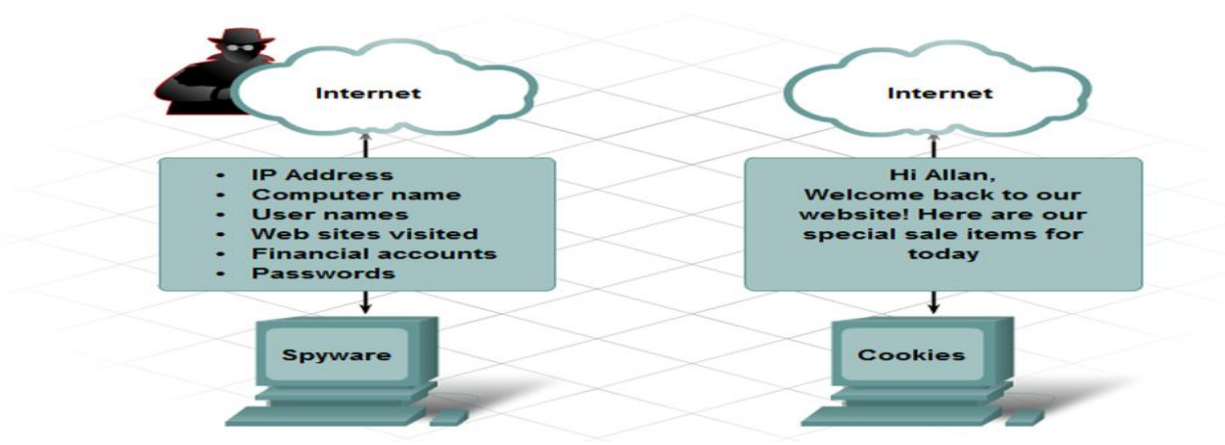 Internet
• IP Address
• Computer name
• User names
• Web sites visited
• Financial accounts
• Passwords
Spyware
Internet
Hi Allan,
Welcome back to our
website! Here are our
special sale items for
today
Cookies